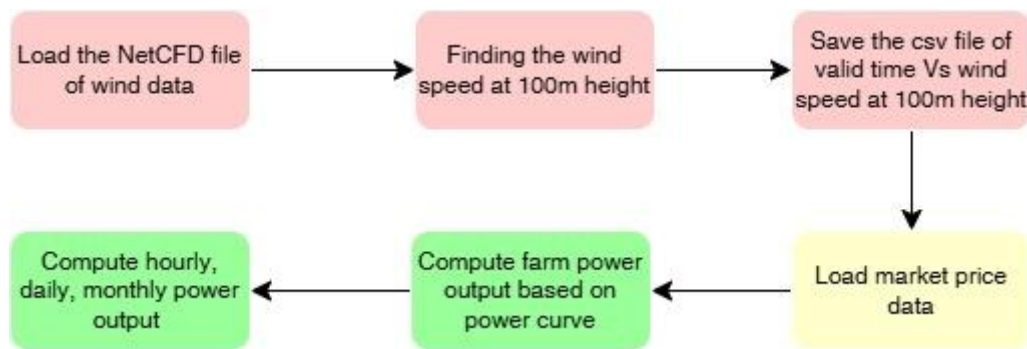 Load the NetCFD file
of wind data
Finding the wind
speed at 100m height
Save the csv file of
valid time Vs wind
speed at 100m height
Load market price
data
Compute farm power
output based on
power curve
Compute hourly,
daily, monthly power
output